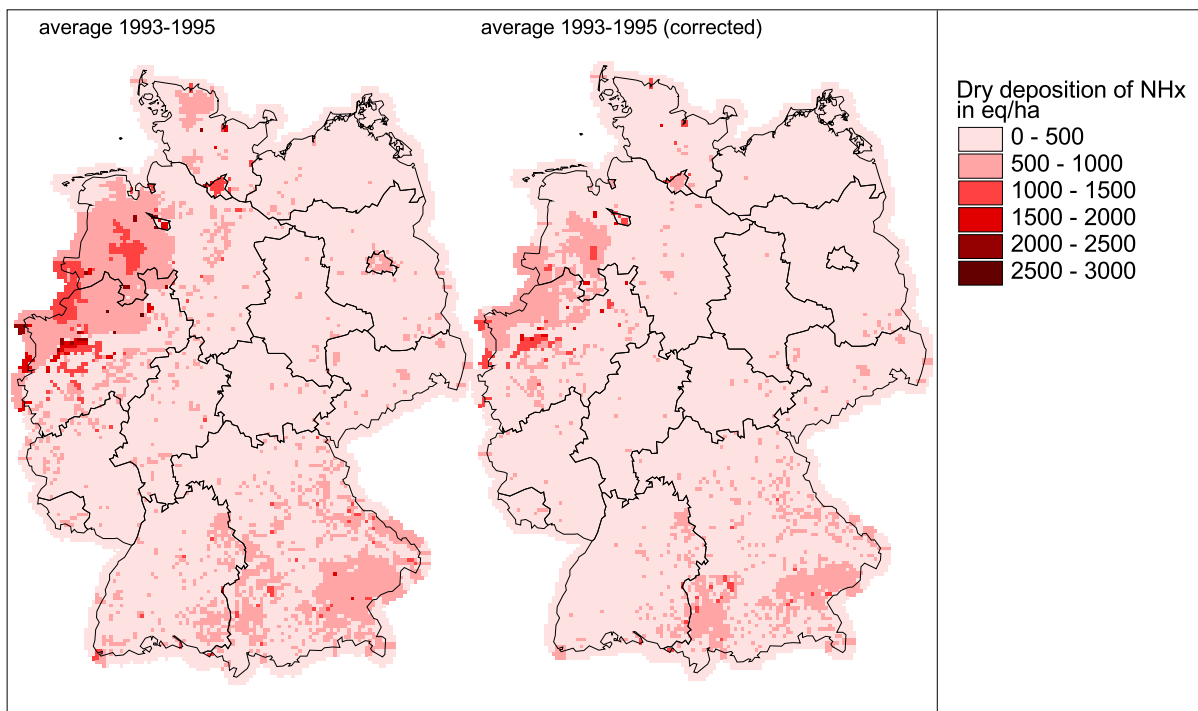 average 1993-1995
average 1993-1995 (corrected)
Dry deposition of NHx
in eq/ha
0 - 500
500 - 1000
1000 - 1500
1500 - 2000
2000 - 2500
2500 - 3000